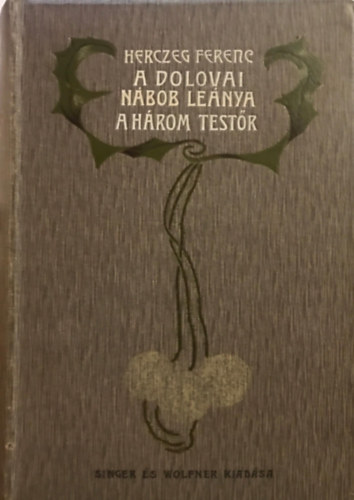 HERCZEG FERENC
A DOLOVAI
NÁBOB LEÁNYA
A HÁROM TESTŐR
SINGER ÉS WOLFNER KIADÁSA